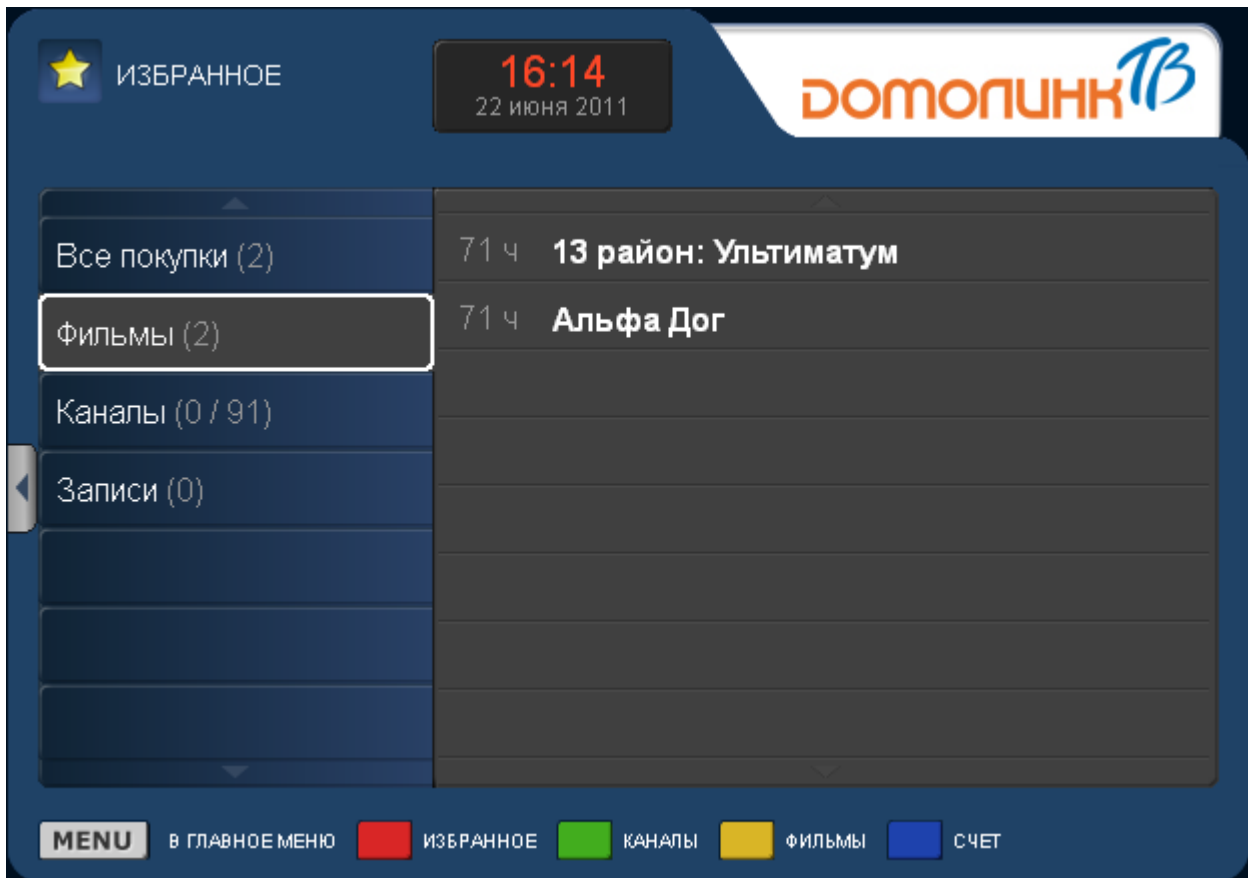 ИЗБРАННОЕ
16:14
22 июня 2011
Домолинк ТВ
Все покупки (2)
Фильмы (2)
Каналы (0 / 91)
Записи (0)
71 ч 13 район: Ультиматум
71 ч Альфа Дог
MENU В ГЛАВНОЕ МЕНЮ ИЗБРАННОЕ КАНАЛЫ ФИЛЬМЫ СЧЕТ